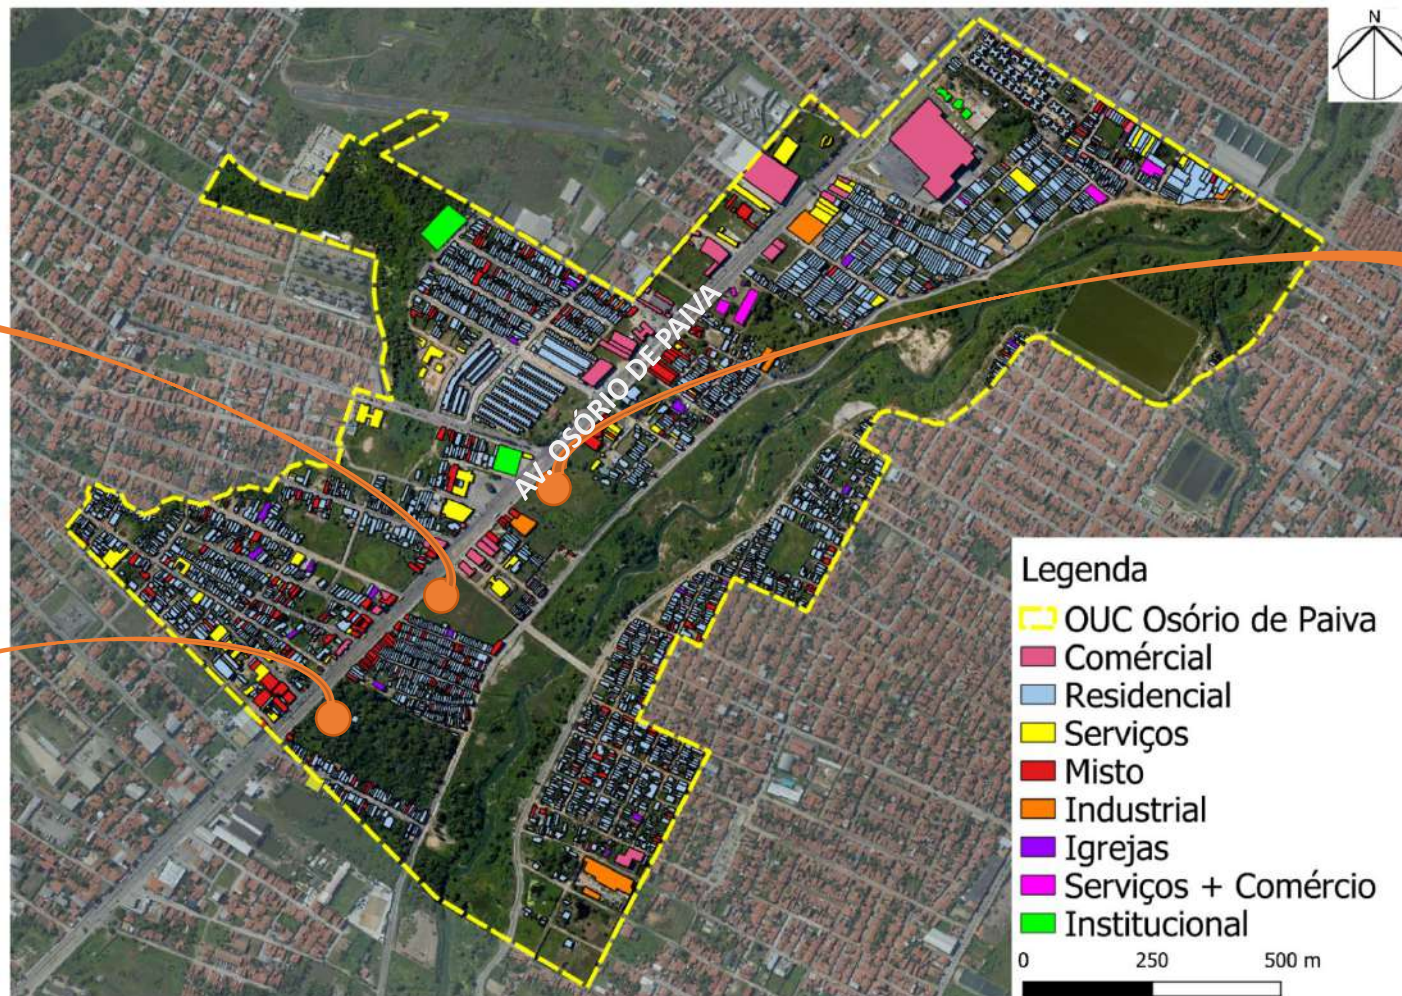 N
AV. OSÓRIO DE PAIVA
Legenda
OUC Osório de Paiva
Comércial
Residencial
Serviços
Misto
Industrial
Igrejas
Serviços + Comércio
Institucional
0 250 500 m